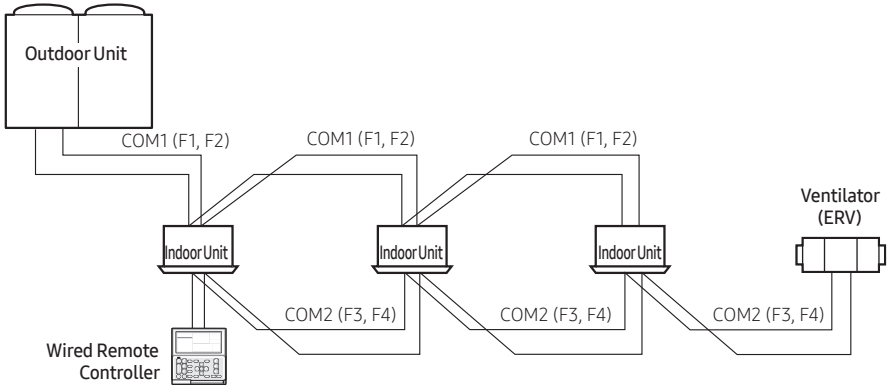 Outdoor Unit
COM1 (F1, F2)
COM1 (F1, F2)
COM1 (F1, F2)
Ventilator
(ERV)
Indoor Unit
Indoor Unit
Indoor Unit
COM2 (F3, F4)
COM2 (F3, F4)
COM2 (F3, F4)
Wired Remote
Controller